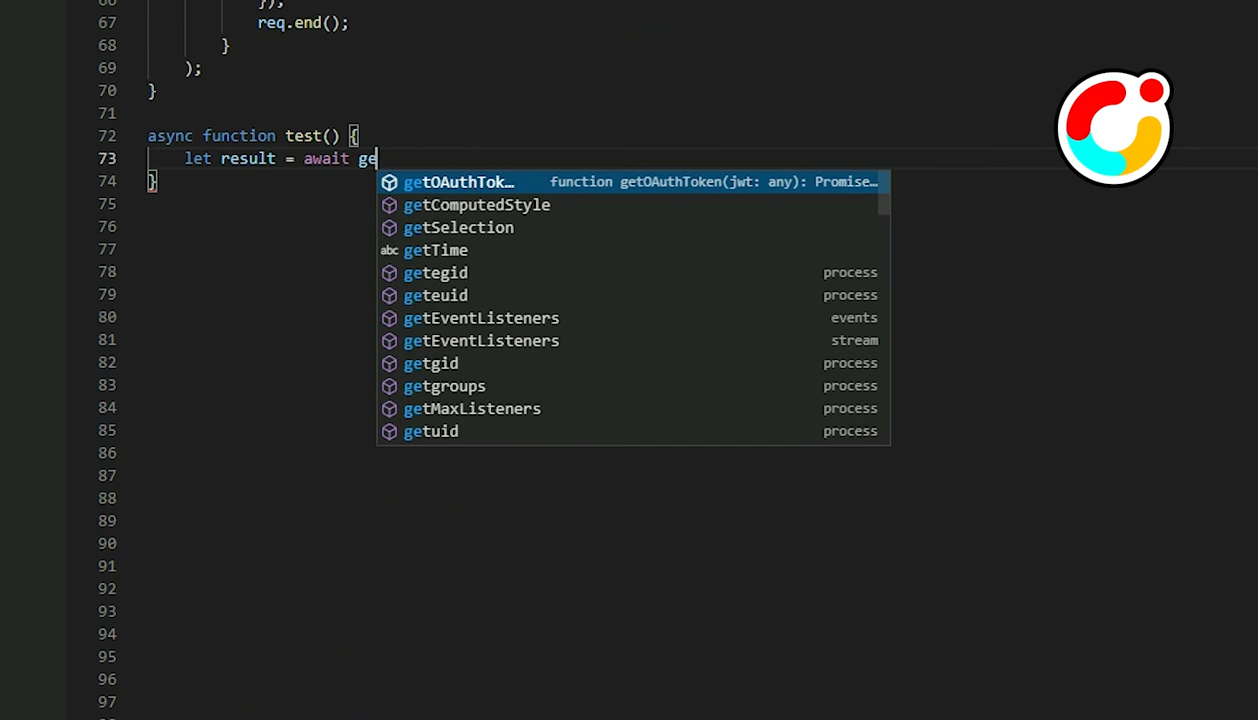 66 });
67 req.end();
68 }
69 );
70 }
71
72 async function test() {
73 let result = await ge
74 }
getOAuthTok… function getOAuthToken(jwt: any): Promise…
75 getComputedStyle
76 getSelection
77 abc getTime
78 getegid process
79 geteuid process
80 getEventListeners events
81 getEventListeners stream
82 getgid process
83 getgroups process
84 getMaxListeners process
85 getuid process
86
87
88
89
90
91
92
93
94
95
96
97